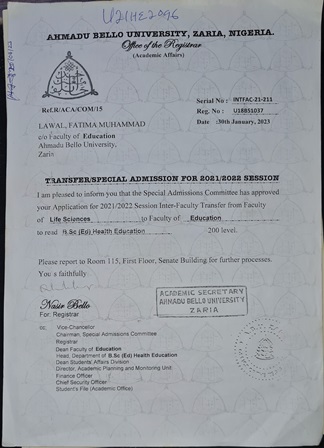 U21HE2096
AHMADU BELLO UNIVERSITY, ZARIA, NIGERIA.
Office of the Registrar
(Academic Affairs)
Ref.R/ACA/COM/15
Serial No : INTFAC-21-211
Reg. No : U18BS1037
Date :30th January, 2023
LAWAL, FATIMA MUHAMMAD
c/o Faculty of Education
Ahmadu Bello University,
Zaria
TRANSFER/SPECIAL ADMISSION FOR 2021/2022 SESSION
I am pleased to inform you that the Special Admissions Committee has approved
your Application for 2021/2022 Session Inter-Faculty Transfer from Faculty
of Life Sciences to Faculty of Education
to read B.Sc (Ed) Health Education 200 level.
Please report to Room 115, First Floor, Senate Building for further processes.
You s faithfully
Nasir Bello
For: Registrar
ACADEMIC SECRETARY
AHMADU BELLO UNIVERSITY
ZARIA
cc: Vice-Chancellor
Chairman, Special Admissions Committee
Registrar
Dean Faculty of Education
Head. Department of B.Sc (Ed) Health Education
Dean Students' Affairs Division
Director, Academic Planning and Monitoring Unit
Finance Officer
Chief Security Officer
Student's File (Academic Office)